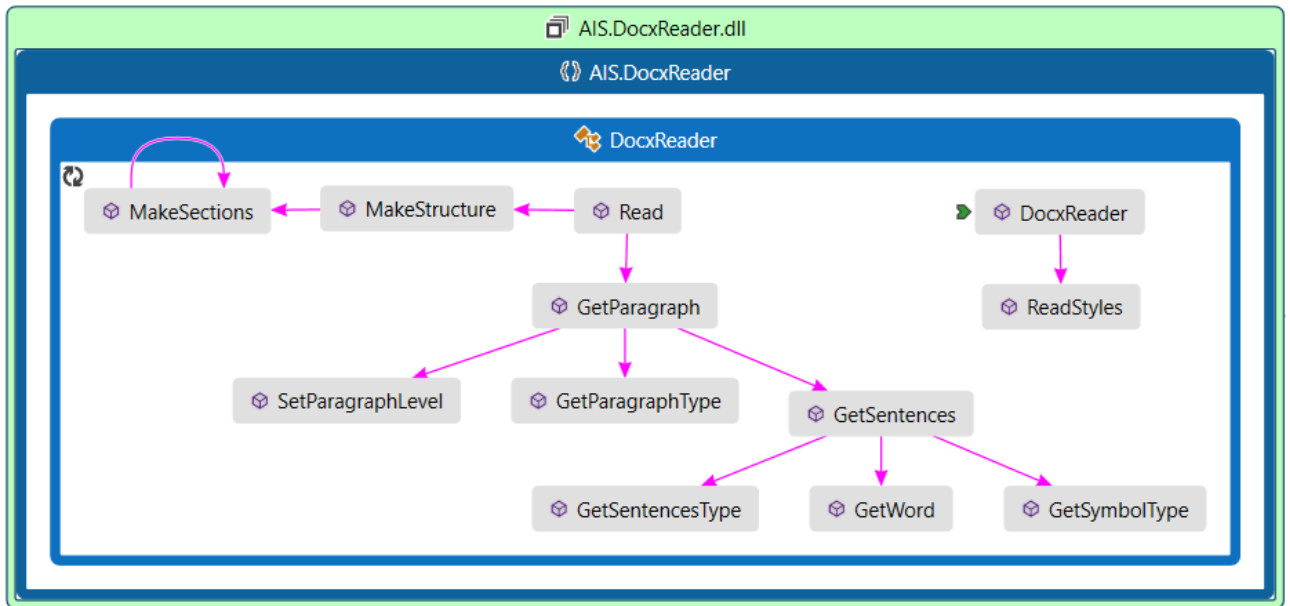 AIS.DocxReader.dll
AIS.DocxReader
DocxReader
MakeSections
MakeStructure
Read
DocxReader
GetParagraph
ReadStyles
SetParagraphLevel
GetParagraphType
GetSentences
GetSentencesType
GetWord
GetSymbolType